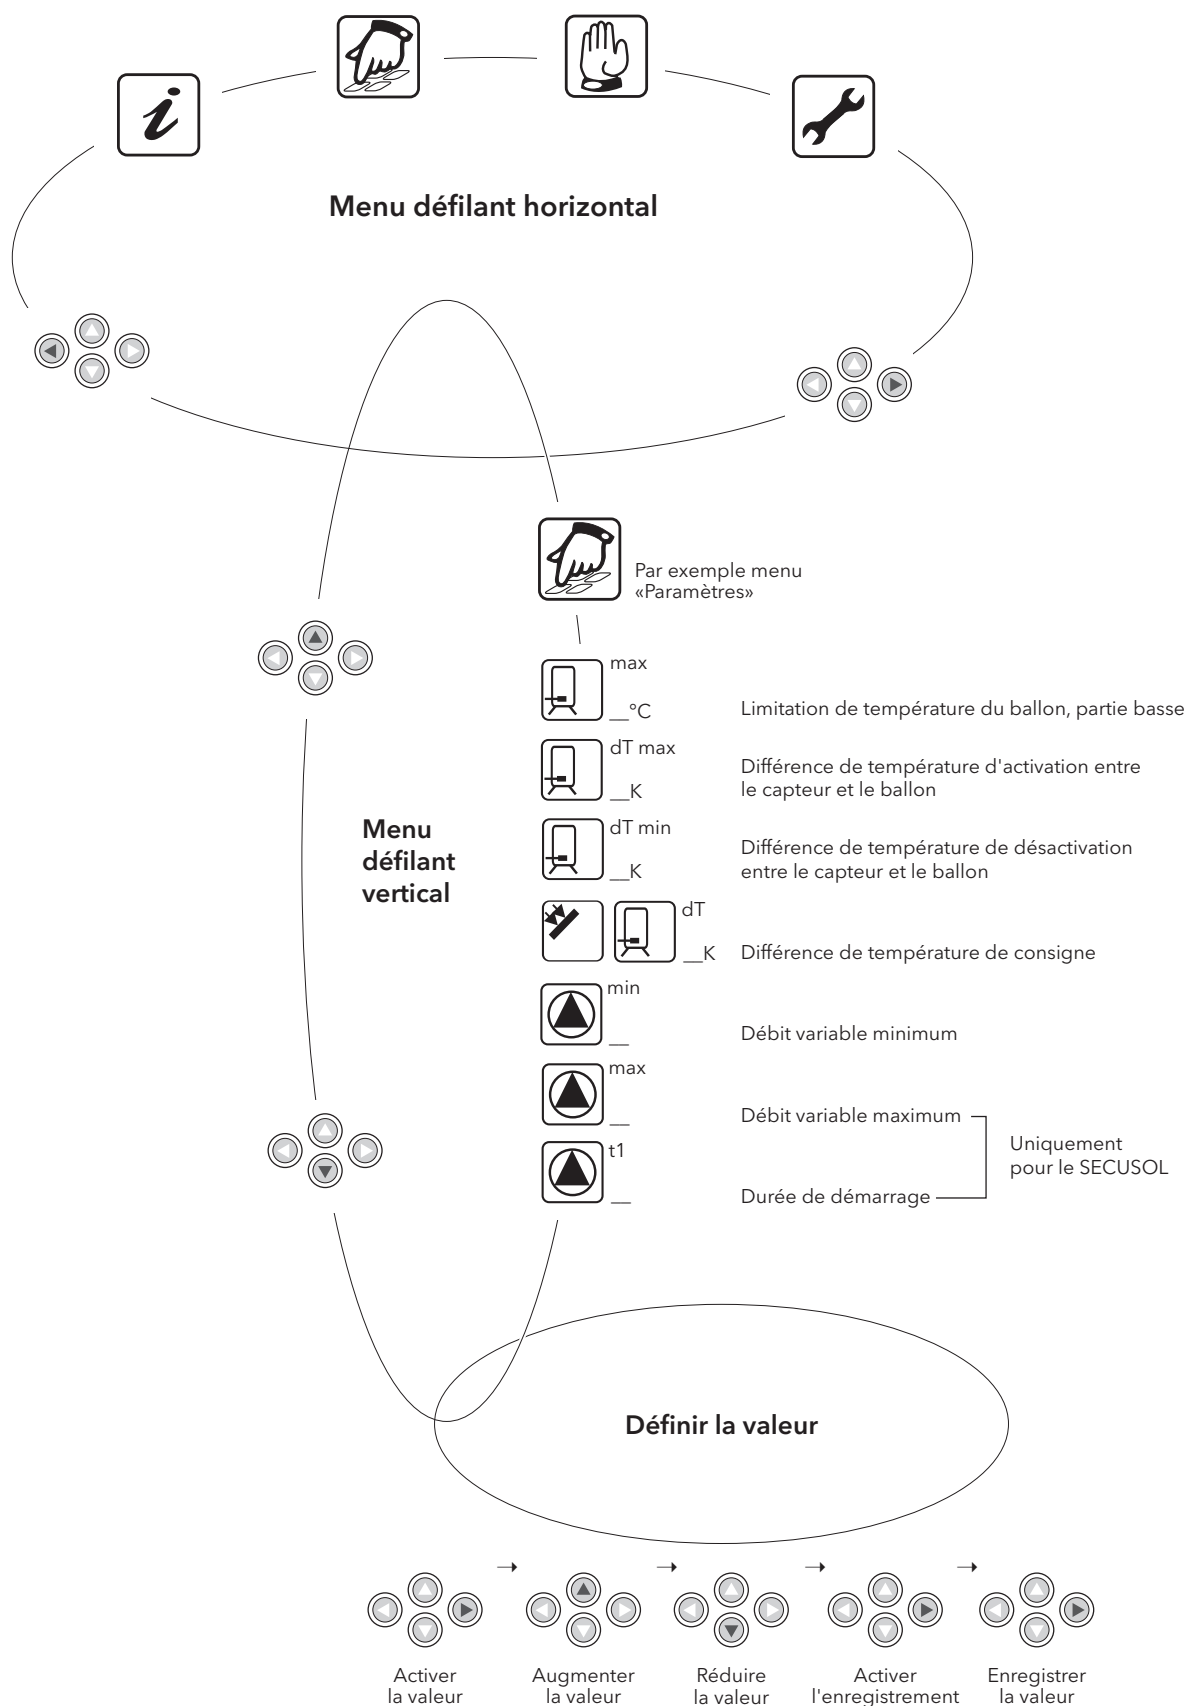 i
Menu défilant horizontal
Par exemple menu
«Paramètres»
max
__°C
Limitation de température du ballon, partie basse
dT max
__K
Différence de température d'activation entre
le capteur et le ballon
Menu
défilant
vertical
dT min
__K
Différence de température de désactivation
entre le capteur et le ballon
dT
__K
Différence de température de consigne
min
__
Débit variable minimum
max
__
Débit variable maximum
Uniquement
pour le SECUSOL
t1
__
Durée de démarrage
Définir la valeur
Activer
la valeur
Augmenter
la valeur
Réduire
la valeur
Activer
l'enregistrement
Enregistrer
la valeur